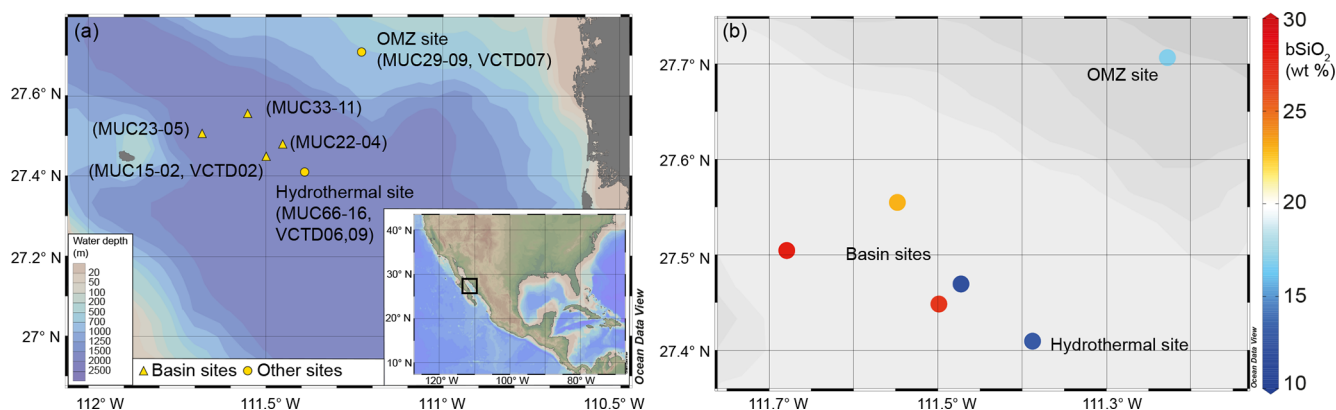 (a)
OMZ site
(MUC29-09, VCTD07)
27.6° N
(MUC33-11)
(MUC23-05)
(MUC22-04)
27.4° N
(MUC15-02, VCTD02)
Hydrothermal site
(MUC66-16,
VCTD06,09)
27.2° N
27° N
Water depth
(m)
20
50
100
200
500
700
1000
1250
1500
2000
2500
Basin sites
Other sites
40° N
30° N
20° N
10° N
120° W
100° W
80° W
Ocean Data View
112° W
111.5° W
111° W
110.5° W
(b)
27.7° N
OMZ site
27.6° N
27.5° N
Basin sites
27.4° N
Hydrothermal site
Ocean Data View
111.7° W
111.5° W
111.3° W
30
bSiO₂
(wt %)
25
20
15
10